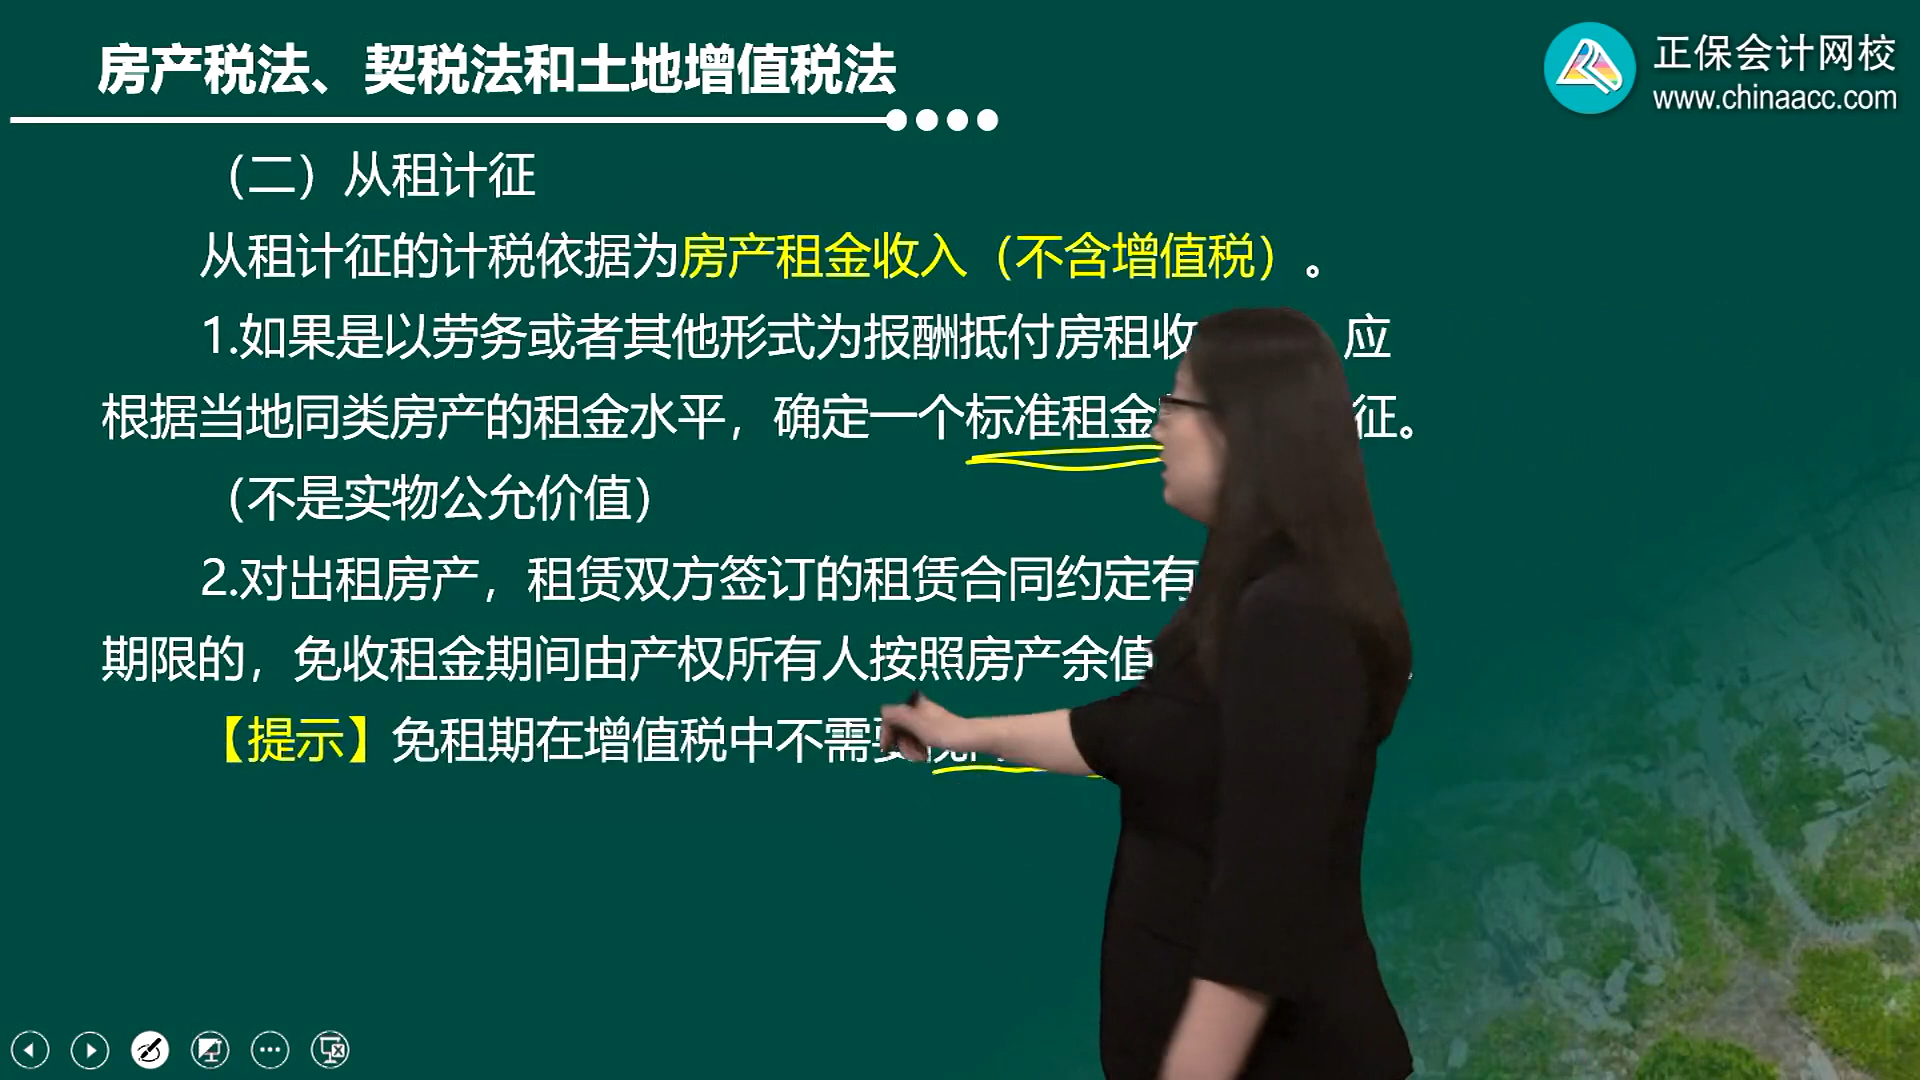 房产税法、契税法和土地增值税法
正保会计网校
www.chinaacc.com
（二）从租计征
从租计征的计税依据为房产租金收入（不含增值税）。
1.如果是以劳务或者其他形式为报酬抵付房租收 应
根据当地同类房产的租金水平，确定一个标准租金 征。
（不是实物公允价值）
2.对出租房产，租赁双方签订的租赁合同约定有
期限的，免收租金期间由产权所有人按照房产余值
【提示】免租期在增值税中不需